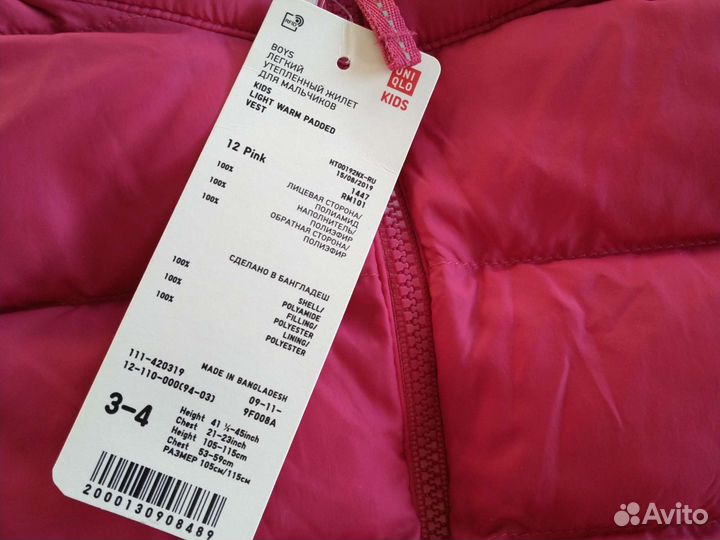 RFID
BOYS
ЛЕГКИЙ
УТЕПЛЕННЫЙ ЖИЛЕТ
ДЛЯ МАЛЬЧИКОВ
KIDS
LIGHT WARM PADDED
VEST
UNI
QLO
KIDS
12 Pink
HT00192NX-RU
15/08/2019
1447
RM101
100%
ЛИЦЕВАЯ СТОРОНА/
ПОЛИАМИД
100%
НАПОЛНИТЕЛЬ/
ПОЛИЭФИР
100%
ОБРАТНАЯ СТОРОНА/
ПОЛИЭФИР
СДЕЛАНО В БАНГЛАДЕШ
100%
SHELL/
POLYAMIDE
100%
FILLING/
POLYESTER
100%
LINING/
POLYESTER
MADE IN BANGLADESH
111-420319
09-11-
12-110-000(94-03)
9F008A
3-4
Height 41 ½-45inch
Chest 21-23inch
Height 105-115cm
Chest 53-59cm
РАЗМЕР 105см/115см
2000130908489
Avito